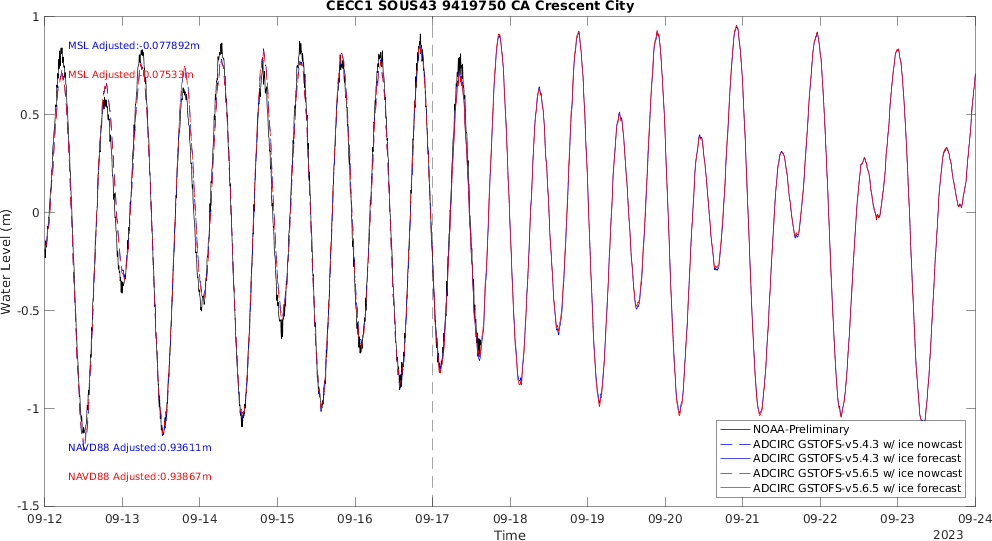 CECC1 SOUS43 9419750 CA Crescent City
1
0.5
0
-0.5
-1
-1.5
Water Level (m)
MSL Adjusted:-0.077892m
MSL Adjusted:-0.07533m
NAVD88 Adjusted:0.93611m
NAVD88 Adjusted:0.93867m
NOAA-Preliminary
ADCIRC GSTOFS-v5.4.3 w/ ice nowcast
ADCIRC GSTOFS-v5.4.3 w/ ice forecast
ADCIRC GSTOFS-v5.6.5 w/ ice nowcast
ADCIRC GSTOFS-v5.6.5 w/ ice forecast
09-12 09-13 09-14 09-15 09-16 09-17 09-18 09-19 09-20 09-21 09-22 09-23 09-24
Time
2023